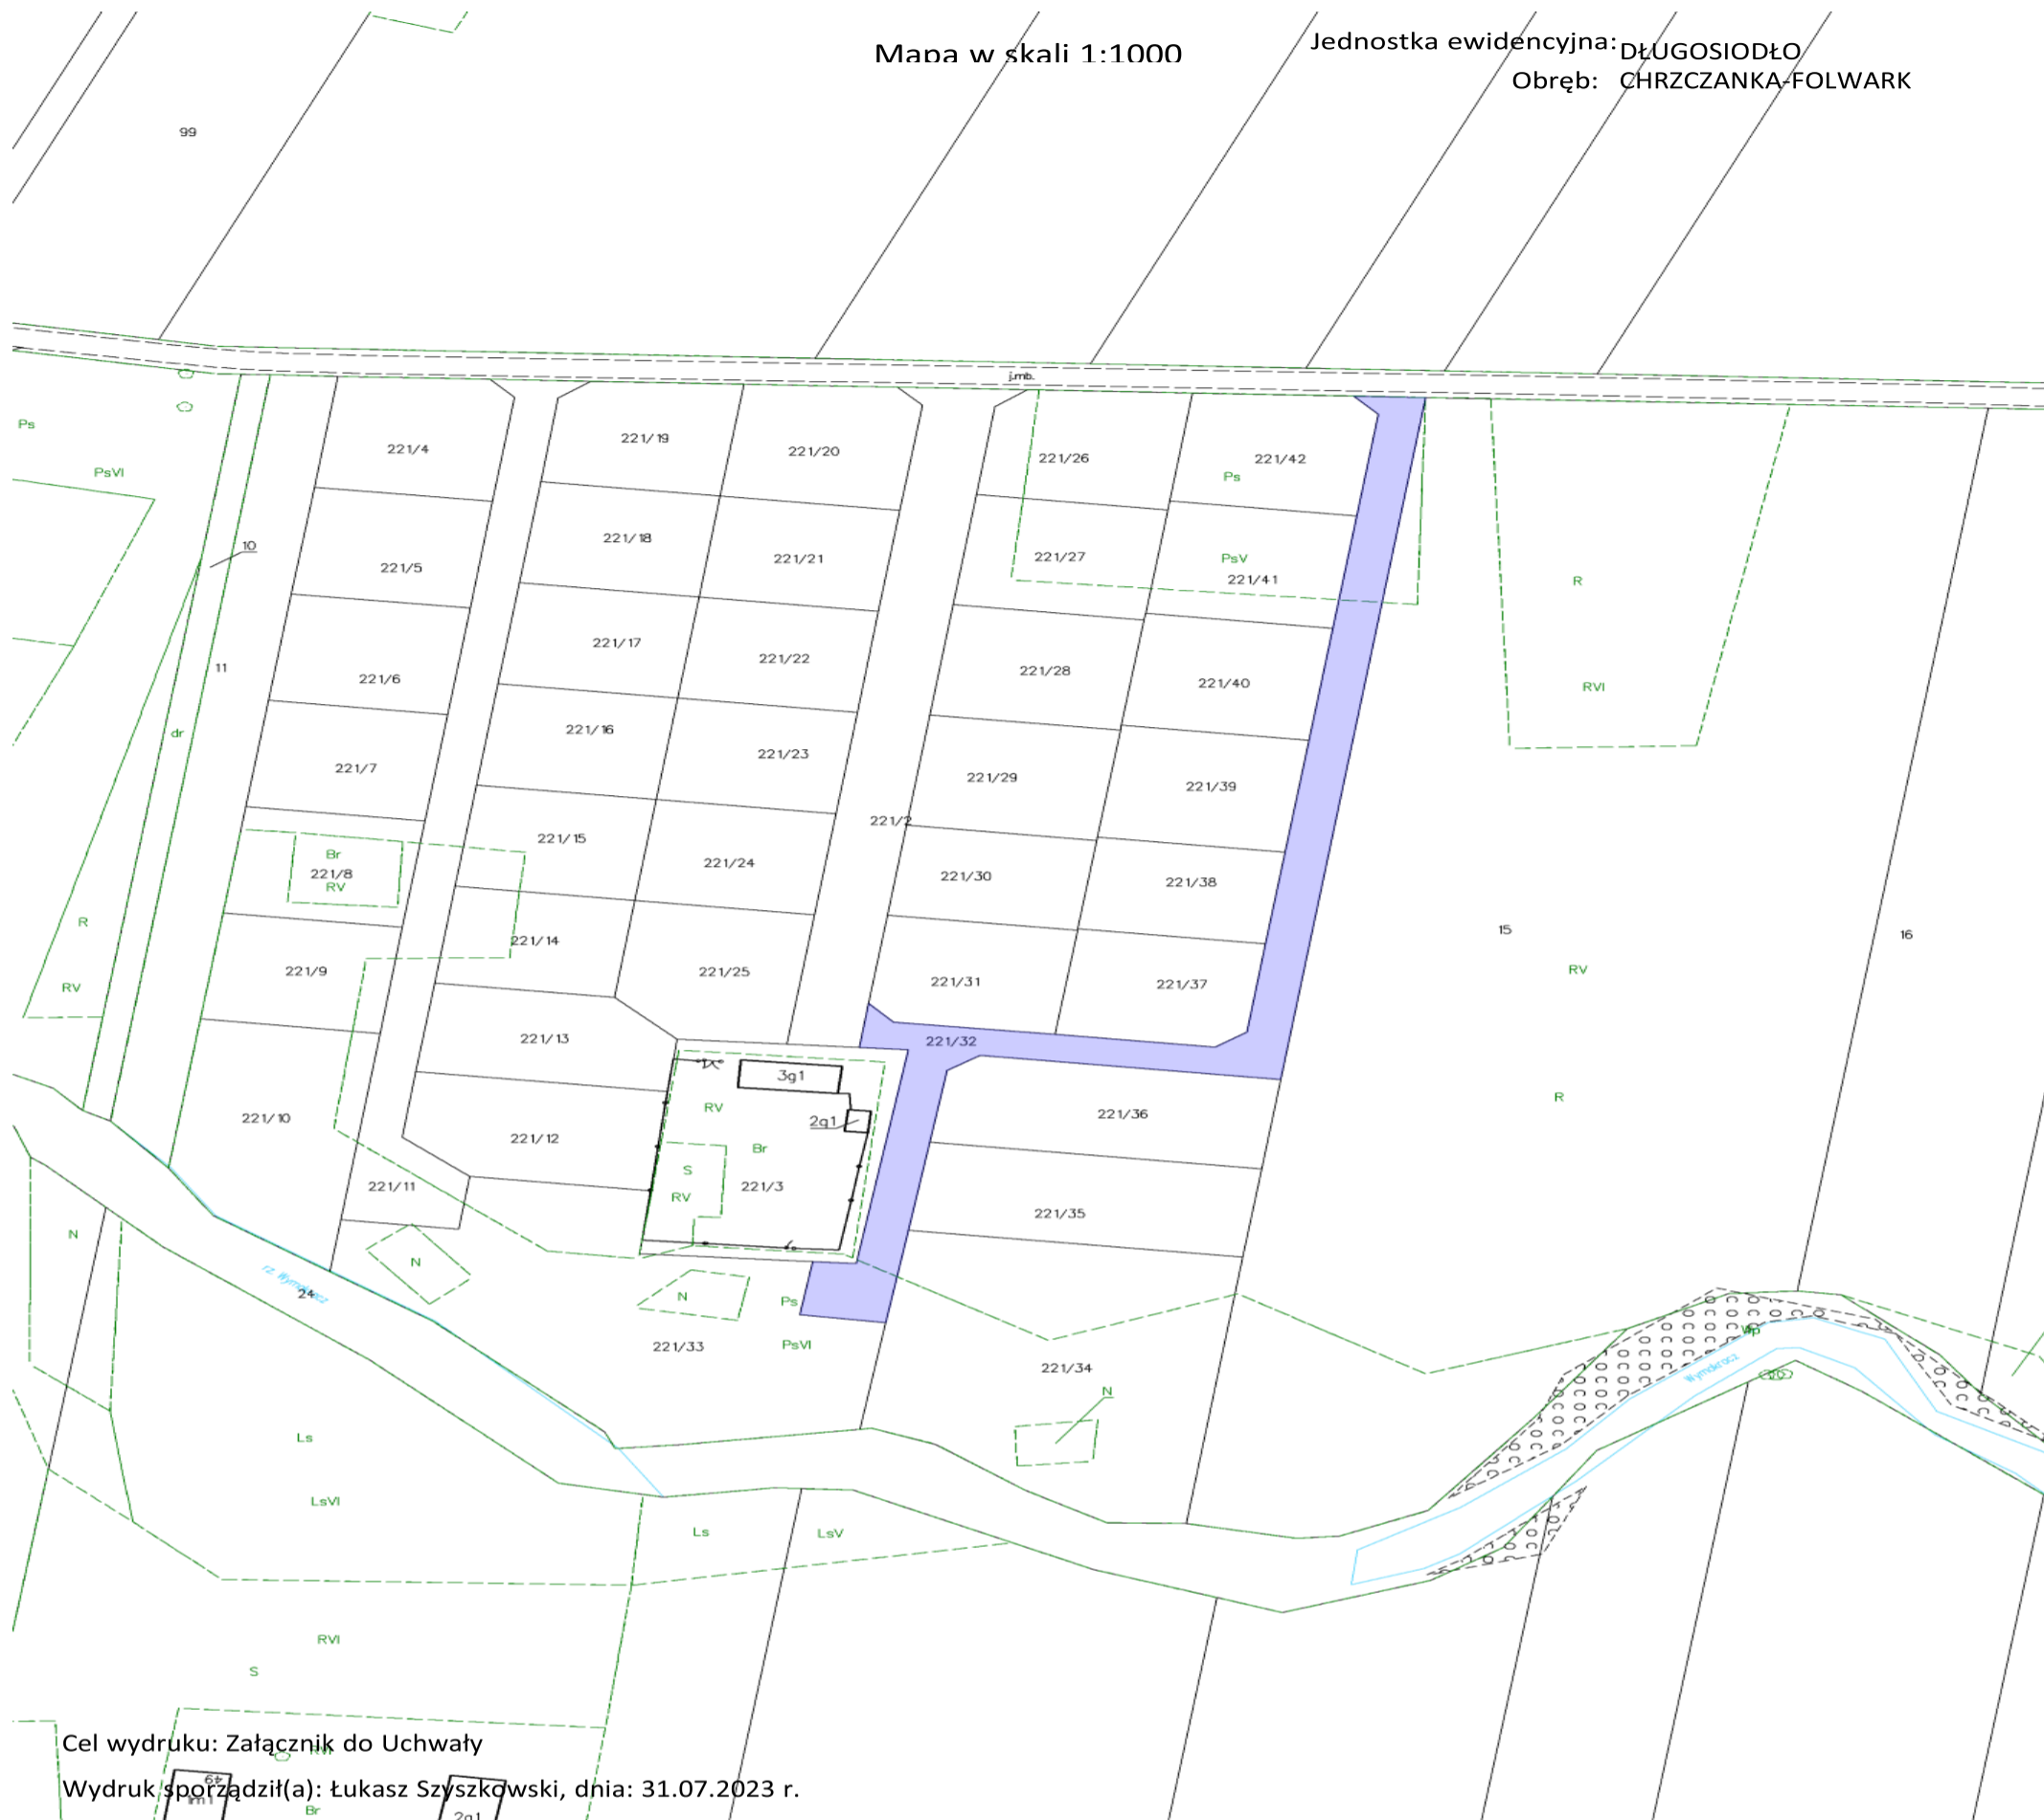 Mapa w skali 1:1000
Jednostka ewidencyjna: DŁUGOSIODŁO
Obręb: CHRZCZANKA-FOLWARK
99
j.mb.
Ps
PsVI
221/4
221/19
221/20
221/26
221/42
Ps
10
221/5
221/18
221/21
221/27
PsV
221/41
R
11
221/6
221/17
221/22
221/28
221/40
RVI
dr
221/7
221/16
221/23
221/29
221/39
221/2
Br
221/8
RV
221/15
221/24
221/30
221/38
R
221/14
15
16
RV
221/9
221/25
221/31
221/37
RV
221/13
221/32
3g1
R
221/10
RV
2g1
221/36
221/12
Br
S
221/11
RV
221/3
221/35
N
N
rz. Wymakracz
24
N
Ps
221/33
PsVI
221/34
N
Wp
Wymakracz
Ls
LsVI
Ls
LsV
RVI
S
Cel wydruku: Załącznik do Uchwały
RVI
Wydruk sporządził(a): Łukasz Szyszkowski, dnia: 31.07.2023 r.
49
Br
2g1